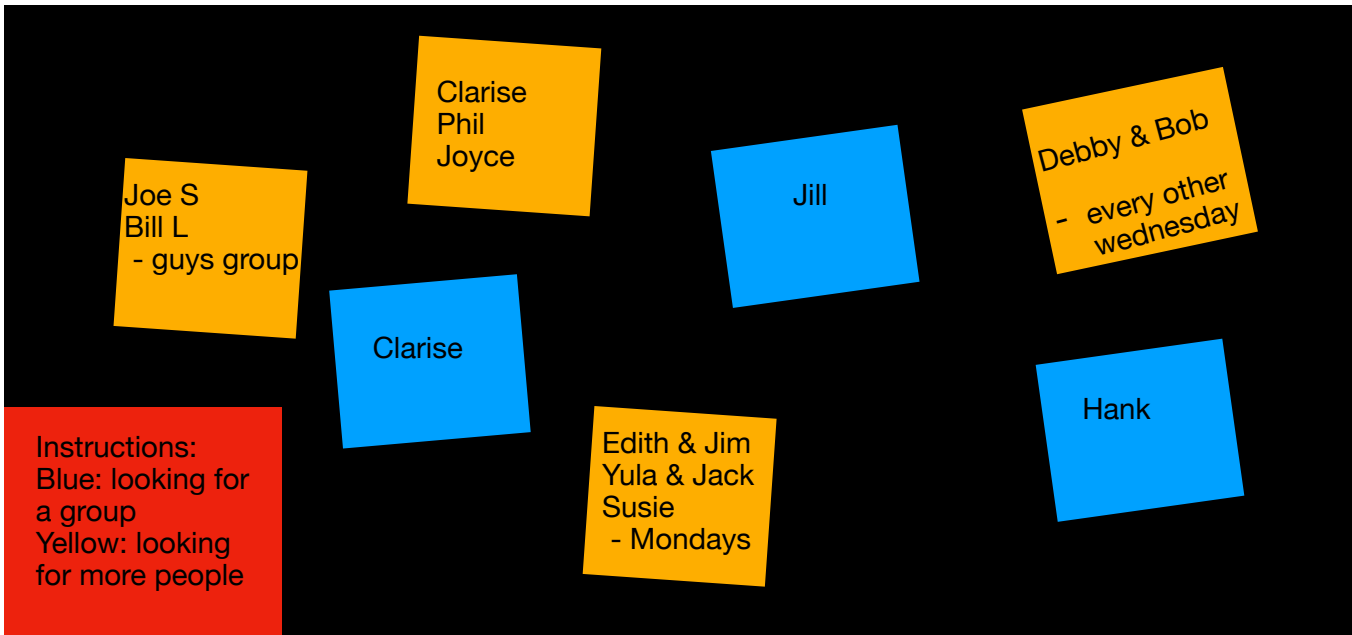 Clarise
Phil
Joyce
Joe S
Bill L
- guys group
Jill
Debby & Bob
- every other
wednesday
Clarise
Hank
Edith & Jim
Yula & Jack
Susie
- Mondays
Instructions:
Blue: looking for
a group
Yellow: looking
for more people